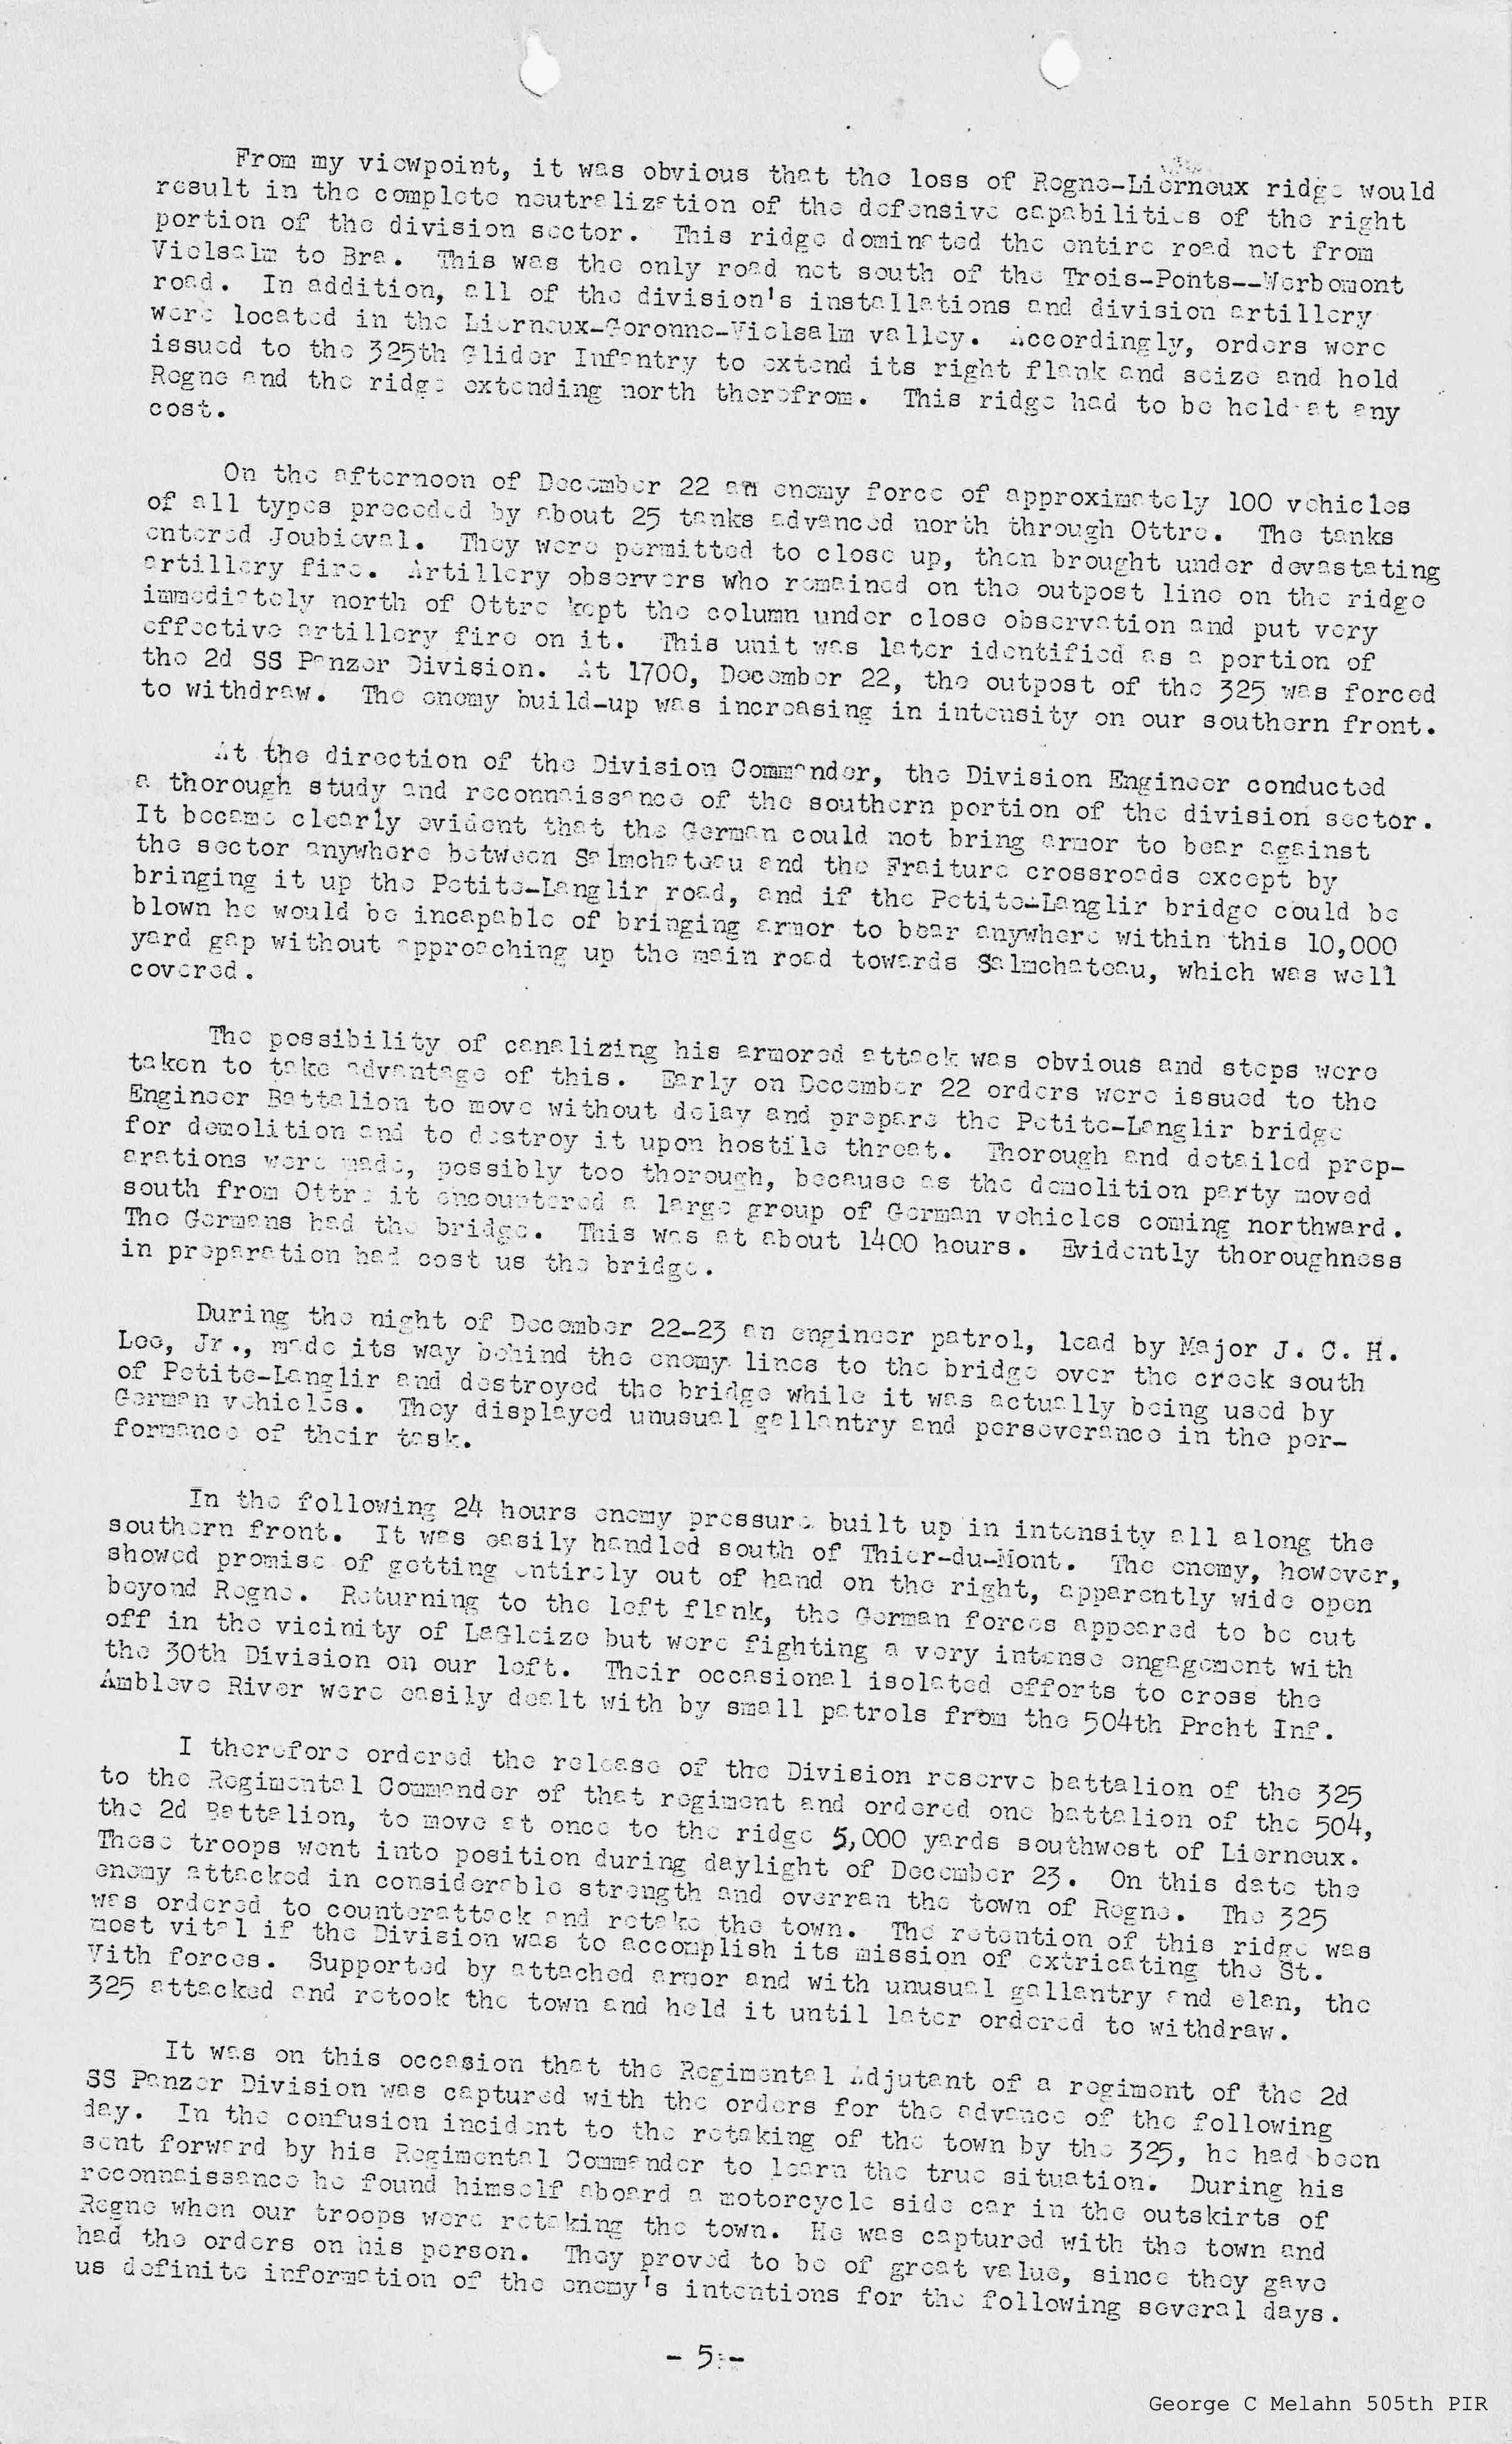 From my viewpoint, it was obvious that the loss of Regne-Lierneux ridge would
result in the complete neutralization of the defensive capabilities of the right
portion of the division sector. This ridge dominated the entire road net from
Vielsalm to Bra. This was the only road net south of the Trois-Ponts--Werbomont
road. In addition, all of the division's installations and division artillery
were located in the Lierneux-Goronne-Vielsalm valley. Accordingly, orders were
issued to the 325th Glider Infantry to extend its right flank and seize and hold
Regne and the ridge extending north therefrom. This ridge had to be held at any
cost.
On the afternoon of December 22 an enemy force of approximately 100 vehicles
of all types preceded by about 25 tanks advanced north through Ottre. The tanks
entered Joubieval. They were permitted to close up, then brought under devastating
artillery fire. Artillery observers who remained on the outpost line on the ridge
immediately north of Ottre kept the column under close observation and put very
effective artillery fire on it. This unit was later identified as a portion of
the 2d SS Panzer Division. At 1700, December 22, the outpost of the 325 was forced
to withdraw. The enemy build-up was increasing in intensity on our southern front.
At the direction of the Division Commander, the Division Engineer conducted
a thorough study and reconnaissance of the southern portion of the division sector.
It became clearly evident that the German could not bring armor to bear against
the sector anywhere between Salmchateau and the Fraiture crossroads except by
bringing it up the Petite-Langlir road, and if the Petite-Langlir bridge could be
blown he would be incapable of bringing armor to bear anywhere within this 10,000
yard gap without approaching up the main road towards Salmchateau, which was well
covered.
The possibility of canalizing his armored attack was obvious and steps were
taken to take advantage of this. Early on December 22 orders were issued to the
Engineer Battalion to move without delay and prepare the Petite-Langlir bridge
for demolition and to destroy it upon hostile threat. Thorough and detailed prep-
arations were made, possibly too thorough, because as the demolition party moved
south from Ottre it encountered a large group of German vehicles coming northward.
The Germans had the bridge. This was at about 1400 hours. Evidently thoroughness
in preparation had cost us the bridge.
During the night of December 22-23 an engineer patrol, lead by Major J. C. H.
Lee, Jr., made its way behind the enemy lines to the bridge over the creek south
of Petite-Langlir and destroyed the bridge while it was actually being used by
German vehicles. They displayed unusual gallantry and perseverance in the per-
formance of their task.
In the following 24 hours enemy pressure built up in intensity all along the
southern front. It was easily handled south of Thier-du-Mont. The enemy, however,
showed promise of getting entirely out of hand on the right, apparently wide open
beyond Regne. Returning to the left flank, the German forces appeared to be cut
off in the vicinity of LaGleize but were fighting a very intense engagement with
the 30th Division on our left. Their occasional isolated efforts to cross the
Ambleve River were easily dealt with by small patrols from the 504th Prcht Inf.
I therefore ordered the release of the Division reserve battalion of the 325
to the Regimental Commander of that regiment and ordered one battalion of the 504,
the 2d Battalion, to move at once to the ridge 5,000 yards southwest of Lierneux.
These troops went into position during daylight of December 23. On this date the
enemy attacked in considerable strength and overran the town of Regne. The 325
was ordered to counterattack and retake the town. The retention of this ridge was
most vital if the Division was to accomplish its mission of extricating the St.
Vith forces. Supported by attached armor and with unusual gallantry and elan, the
325 attacked and retook the town and held it until later ordered to withdraw.
It was on this occasion that the Regimental Adjutant of a regiment of the 2d
SS Panzer Division was captured with the orders for the advance of the following
day. In the confusion incident to the retaking of the town by the 325, he had been
sent forward by his Regimental Commander to learn the true situation. During his
reconnaissance he found himself aboard a motorcycle side car in the outskirts of
Regne when our troops were retaking the town. He was captured with the town and
had the orders on his person. They proved to be of great value, since they gave
us definite information of the enemy's intentions for the following several days.
- 5 -
George C Melahn 505th PIR